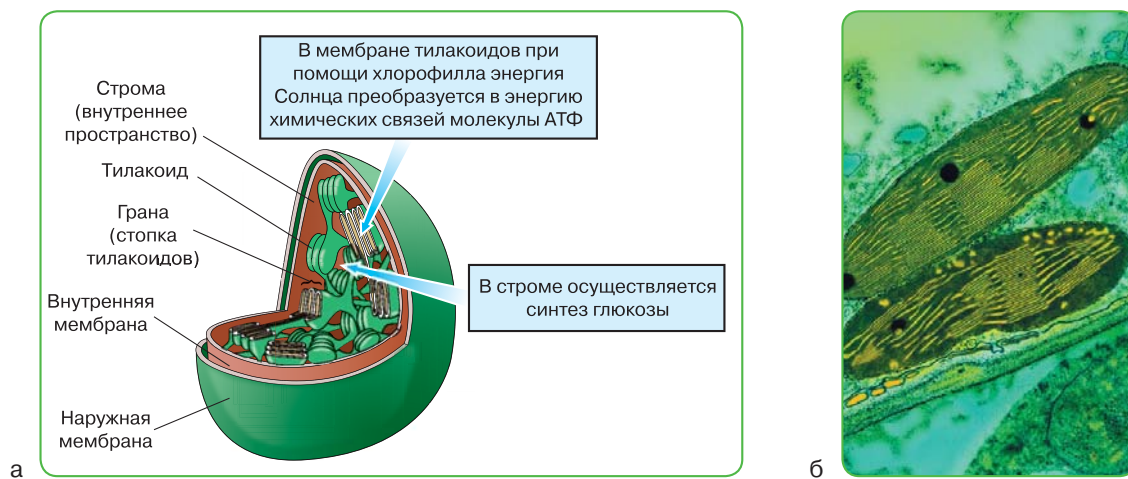 В мембране тилакоидов при
помощи хлорофилла энергия
Солнца преобразуется в энергию
химических связей молекулы АТФ
Строма
(внутреннее
пространство)
Тилакоид
Грана
(стопка
тилакоидов)
В строме осуществляется
синтез глюкозы
Внутренняя
мембрана
Наружная
мембрана
а
б